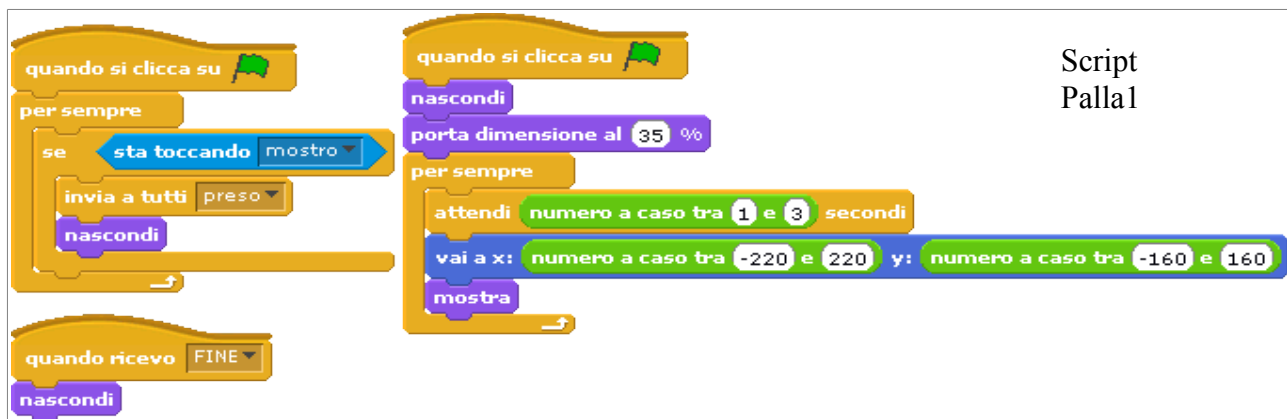 quando si clicca su
per sempre
se sta toccando mostro
invia a tutti preso
nascondi
quando ricevo FINE
nascondi
quando si clicca su
nascondi
porta dimensione al 35 %
per sempre
attendi numero a caso tra 1 e 3 secondi
vai a x: numero a caso tra -220 e 220 y: numero a caso tra -160 e 160
mostra
Script
Palla1